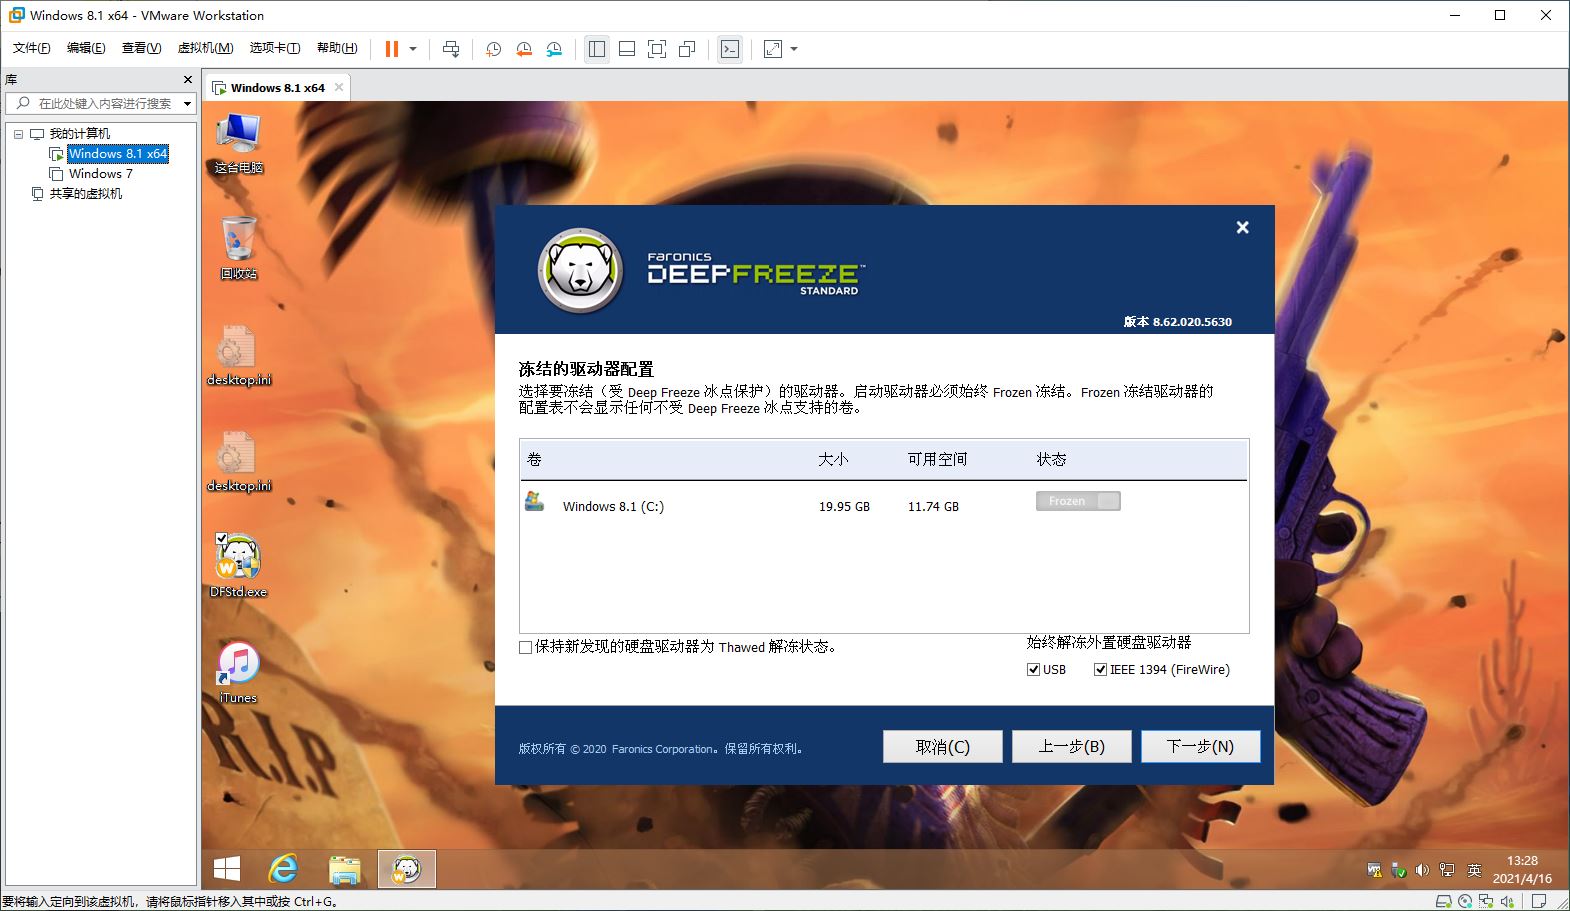 Windows 8.1 x64 - VMware Workstation
文件(F) 编辑(E) 查看(V) 虚拟机(M) 选项卡(T) 帮助(H)
库
在此处键入内容进行搜索
我的计算机
Windows 8.1 x64
Windows 7
共享的虚拟机
Windows 8.1 x64
这台电脑
回收站
desktop.ini
desktop.ini
DFStd.exe
iTunes
R.I.P
FARONICS
DEEPFREEZE™
STANDARD
版本 8.62.020.5630
冻结的驱动器配置
选择要冻结（受 Deep Freeze 冰点保护）的驱动器。启动驱动器必须始终 Frozen 冻结。Frozen 冻结驱动器的
配置表不会显示任何不受 Deep Freeze 冰点支持的卷。
卷 大小 可用空间 状态
Windows 8.1 (C:) 19.95 GB 11.74 GB Frozen
保持新发现的硬盘驱动器为 Thawed 解冻状态。
始终解冻外置硬盘驱动器
USB IEEE 1394 (FireWire)
版权所有 © 2020 Faronics Corporation。保留所有权利。
取消(C) 上一步(B) 下一步(N)
英
13:28
2021/4/16
要将输入定向到该虚拟机，请将鼠标指针移入其中或按 Ctrl+G。